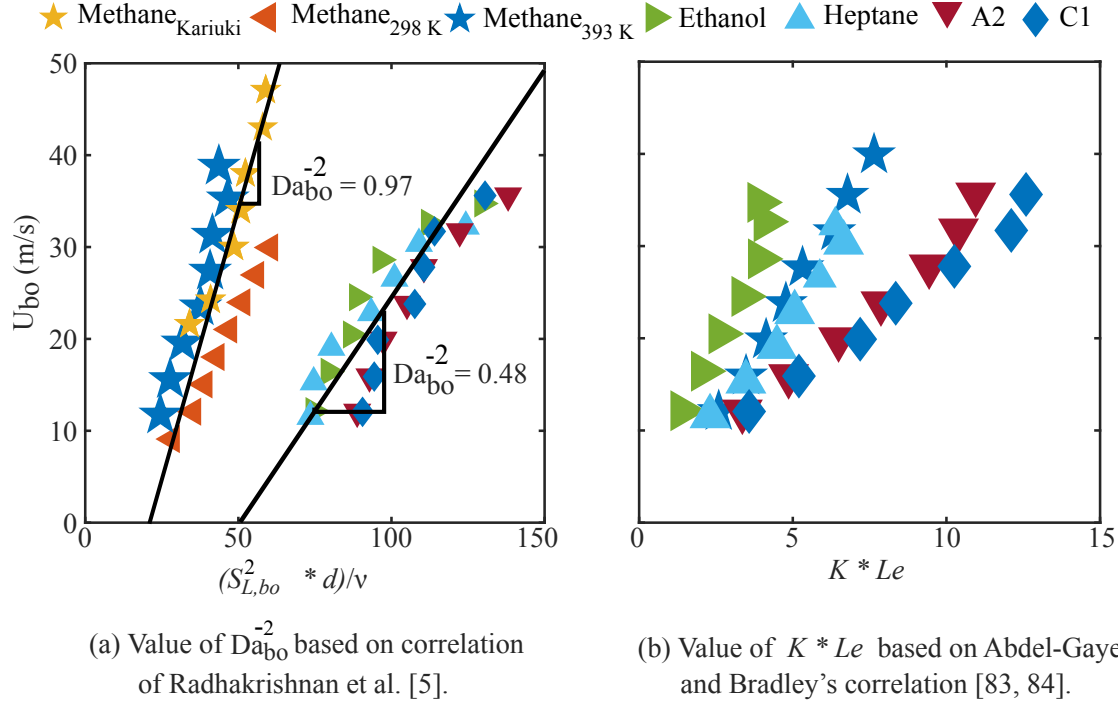 Methane_Kariuki Methane_298 K Methane_393 K Ethanol Heptane A2 C1
50
40
30
20
10
0
U_bo (m/s)
Da_bo^-2 = 0.97
Da_bo^-2 = 0.48
0 50 100 150
(S_L,bo^2 * d)/ν
0 5 10 15
K * Le
(a) Value of Da_bo^-2 based on correlation
of Radhakrishnan et al. [5].
(b) Value of K * Le based on Abdel-Gaye
and Bradley's correlation [83, 84].